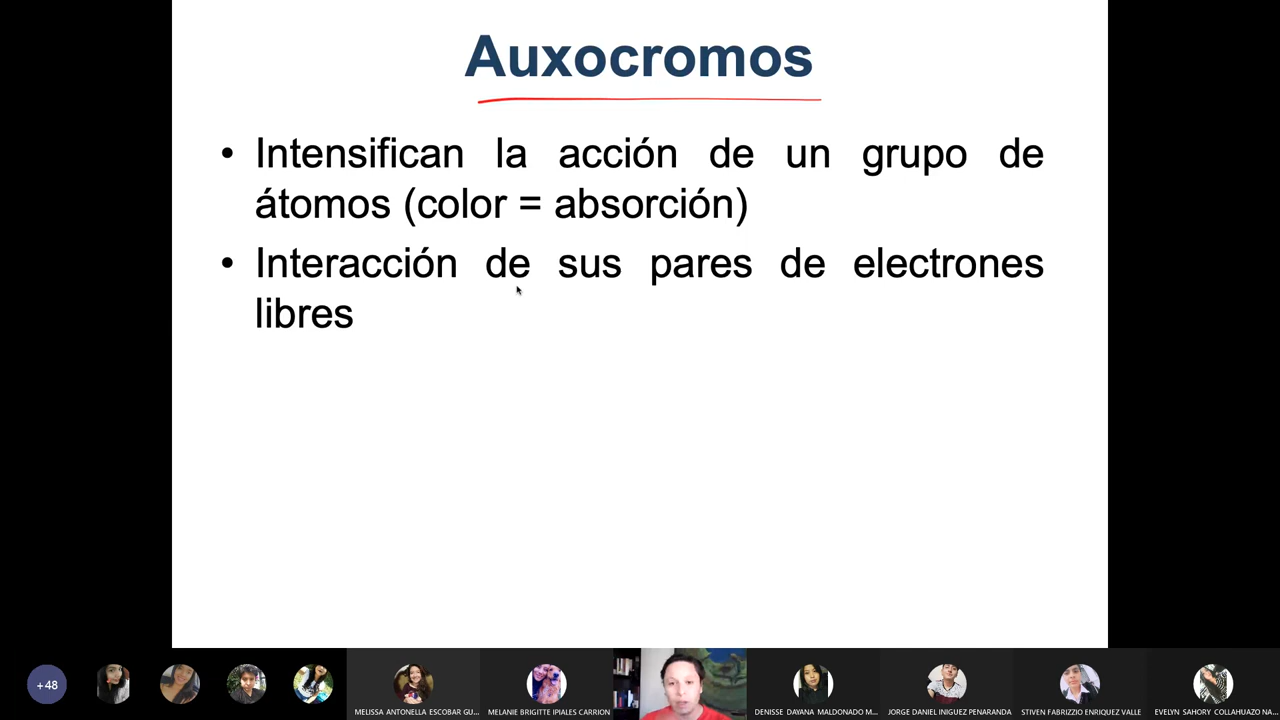 Auxocromos
• Intensifican la acción de un grupo de
átomos (color = absorción)
• Interacción de sus pares de electrones
libres
+48
MELISSA ANTONELLA ESCOBAR GU...
MELANIE BRIGITTE IPIALES CARRION
DENISSE DAYANA MALDONADO M...
JORGE DANIEL INIGUEZ PENARANDA
STIVEN FABRIZZIO ENRIQUEZ VALLE
EVELYN SAHORY COLLAHUAZO NA...